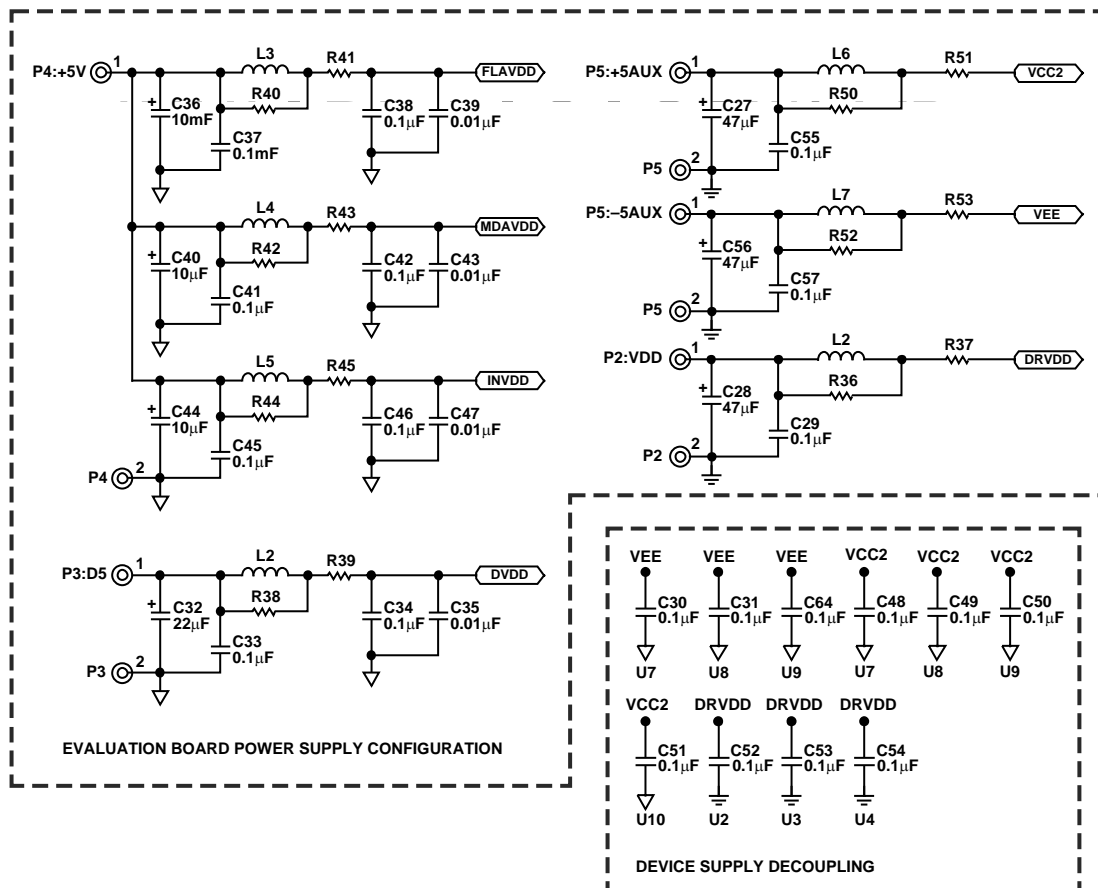 P4:+5V 1 L3 R41 FLAVDD
R40
C36
10mF
C37
0.1mF
C38
0.1μF
C39
0.01μF
L4 R43 MDAVDD
R42
C40
10μF
C41
0.1μF
C42
0.1μF
C43
0.01μF
L5 R45 INVDD
R44
C44
10μF
C45
0.1μF
C46
0.1μF
C47
0.01μF
P4 2
P3:D5 1 L2 R39 DVDD
R38
C32
22μF
C33
0.1μF
C34
0.1μF
C35
0.01μF
P3 2
EVALUATION BOARD POWER SUPPLY CONFIGURATION
P5:+5AUX 1 L6 R51 VCC2
R50
C27
47μF
C55
0.1μF
P5 2
P5:–5AUX 1 L7 R53 VEE
R52
C56
47μF
C57
0.1μF
P5 2
P2:VDD 1 L2 R37 DRVDD
R36
C28
47μF
C29
0.1μF
P2 2
VEE VEE VEE VCC2 VCC2 VCC2
C30 C31 C64 C48 C49 C50
0.1μF 0.1μF 0.1μF 0.1μF 0.1μF 0.1μF
U7 U8 U9 U7 U8 U9
VCC2 DRVDD DRVDD DRVDD
C51 C52 C53 C54
0.1μF 0.1μF 0.1μF 0.1μF
U10 U2 U3 U4
DEVICE SUPPLY DECOUPLING